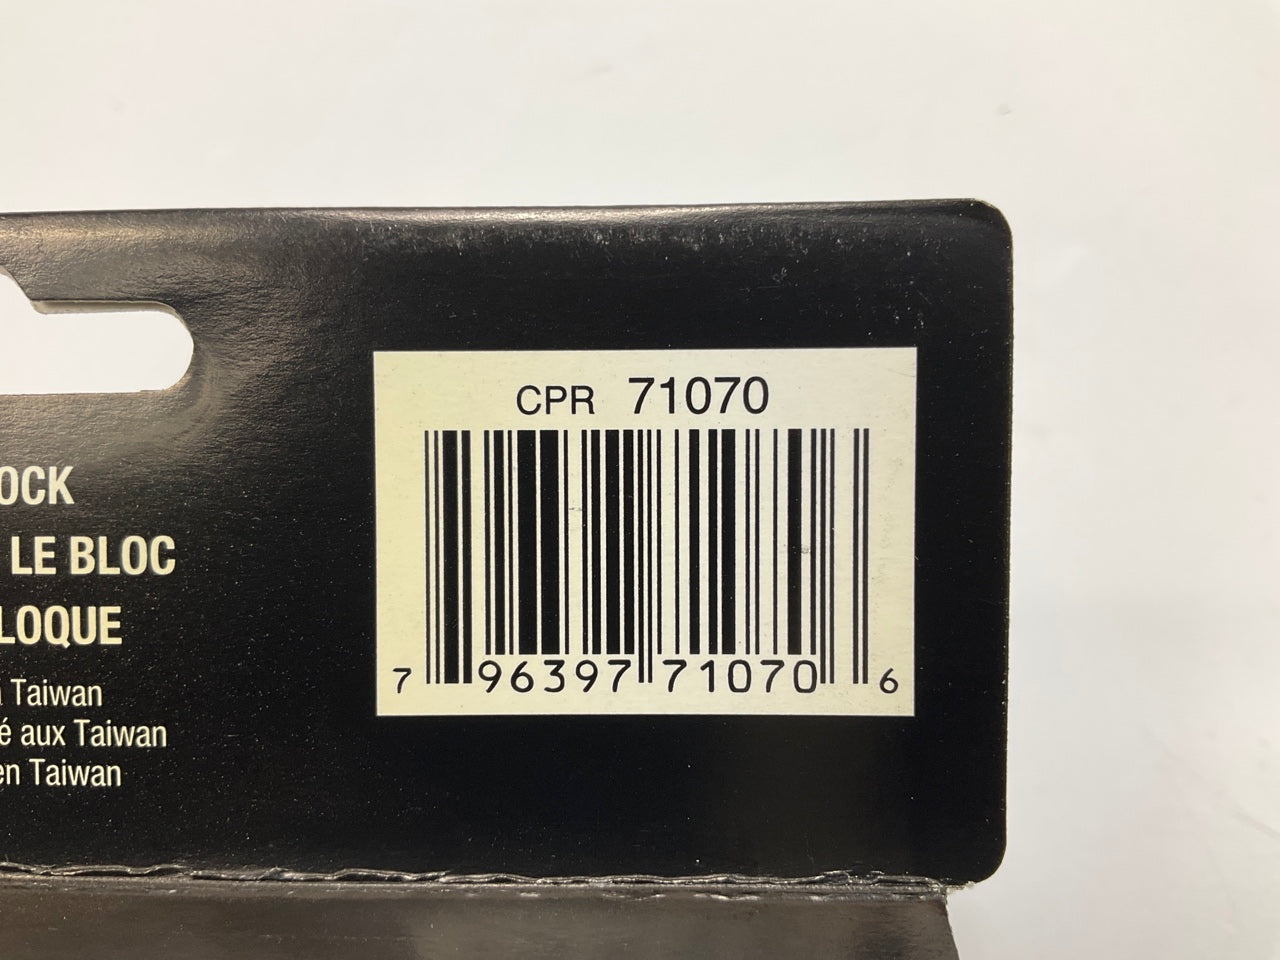 OCK
LE BLOC
LOQUE
Taiwan
é aux Taiwan
en Taiwan
CPR 71070
7 96397 71070 6